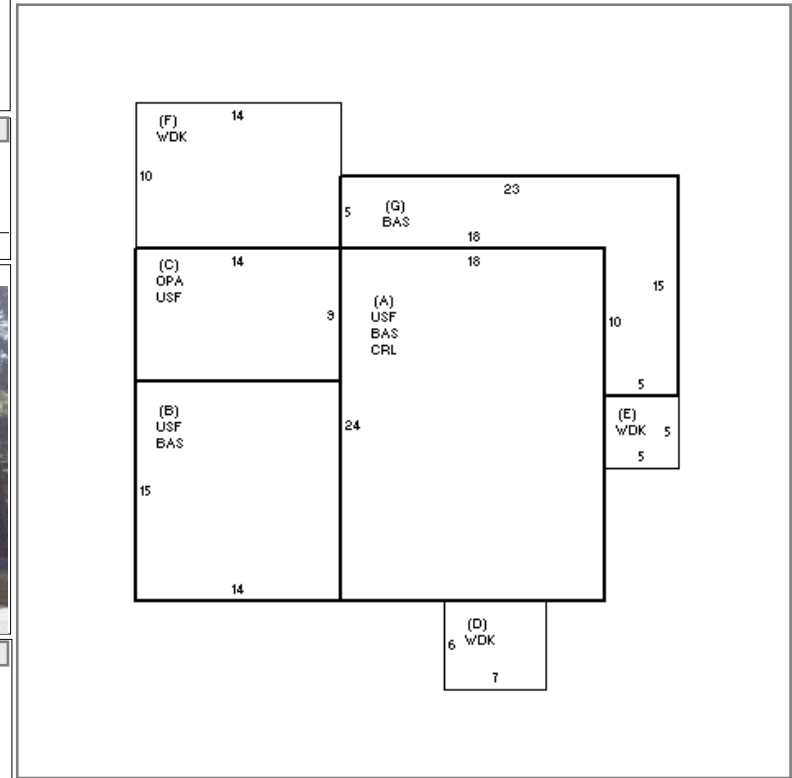 14
(F)
WDK
10
23
5
(G)
BAS
18
14
(C)
OPA
USF
9
18
(A)
USF
BAS
CRL
15
10
5
24
(B)
USF
BAS
15
14
(E)
WDK
5
5
(D)
WDK
6
7